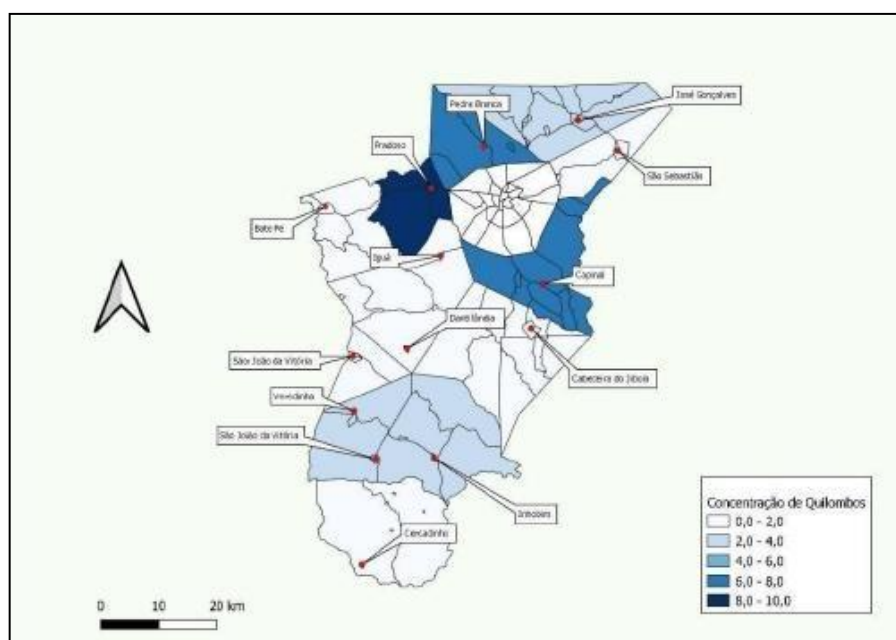 José Gonçalves
Pedra Branca
Pradoso
São Sebastião
Bate Pé
Iguá
Capinal
Dantilândia
São João da Vitória
Cabeceira do Jiboia
Veredinha
São João da Vitória
Inhobim
Cercadinho
Concentração de Quilombos
0,0 - 2,0
2,0 - 4,0
4,0 - 6,0
6,0 - 8,0
8,0 - 10,0
0 10 20 km